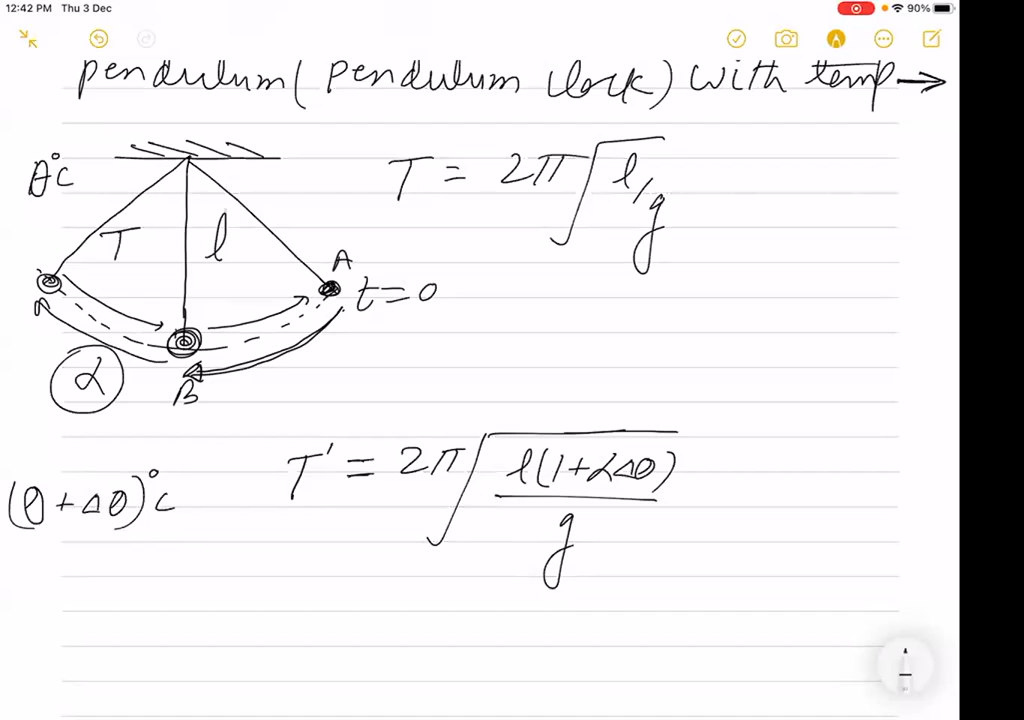 12:42 PM Thu 3 Dec
90%
pendulum (pendulum clock) with temp →
θ°C
T = 2π√l/g
T
l
A
t=0
α
B
T' = 2π√l(1+αΔθ)/g
(θ+Δθ)°C